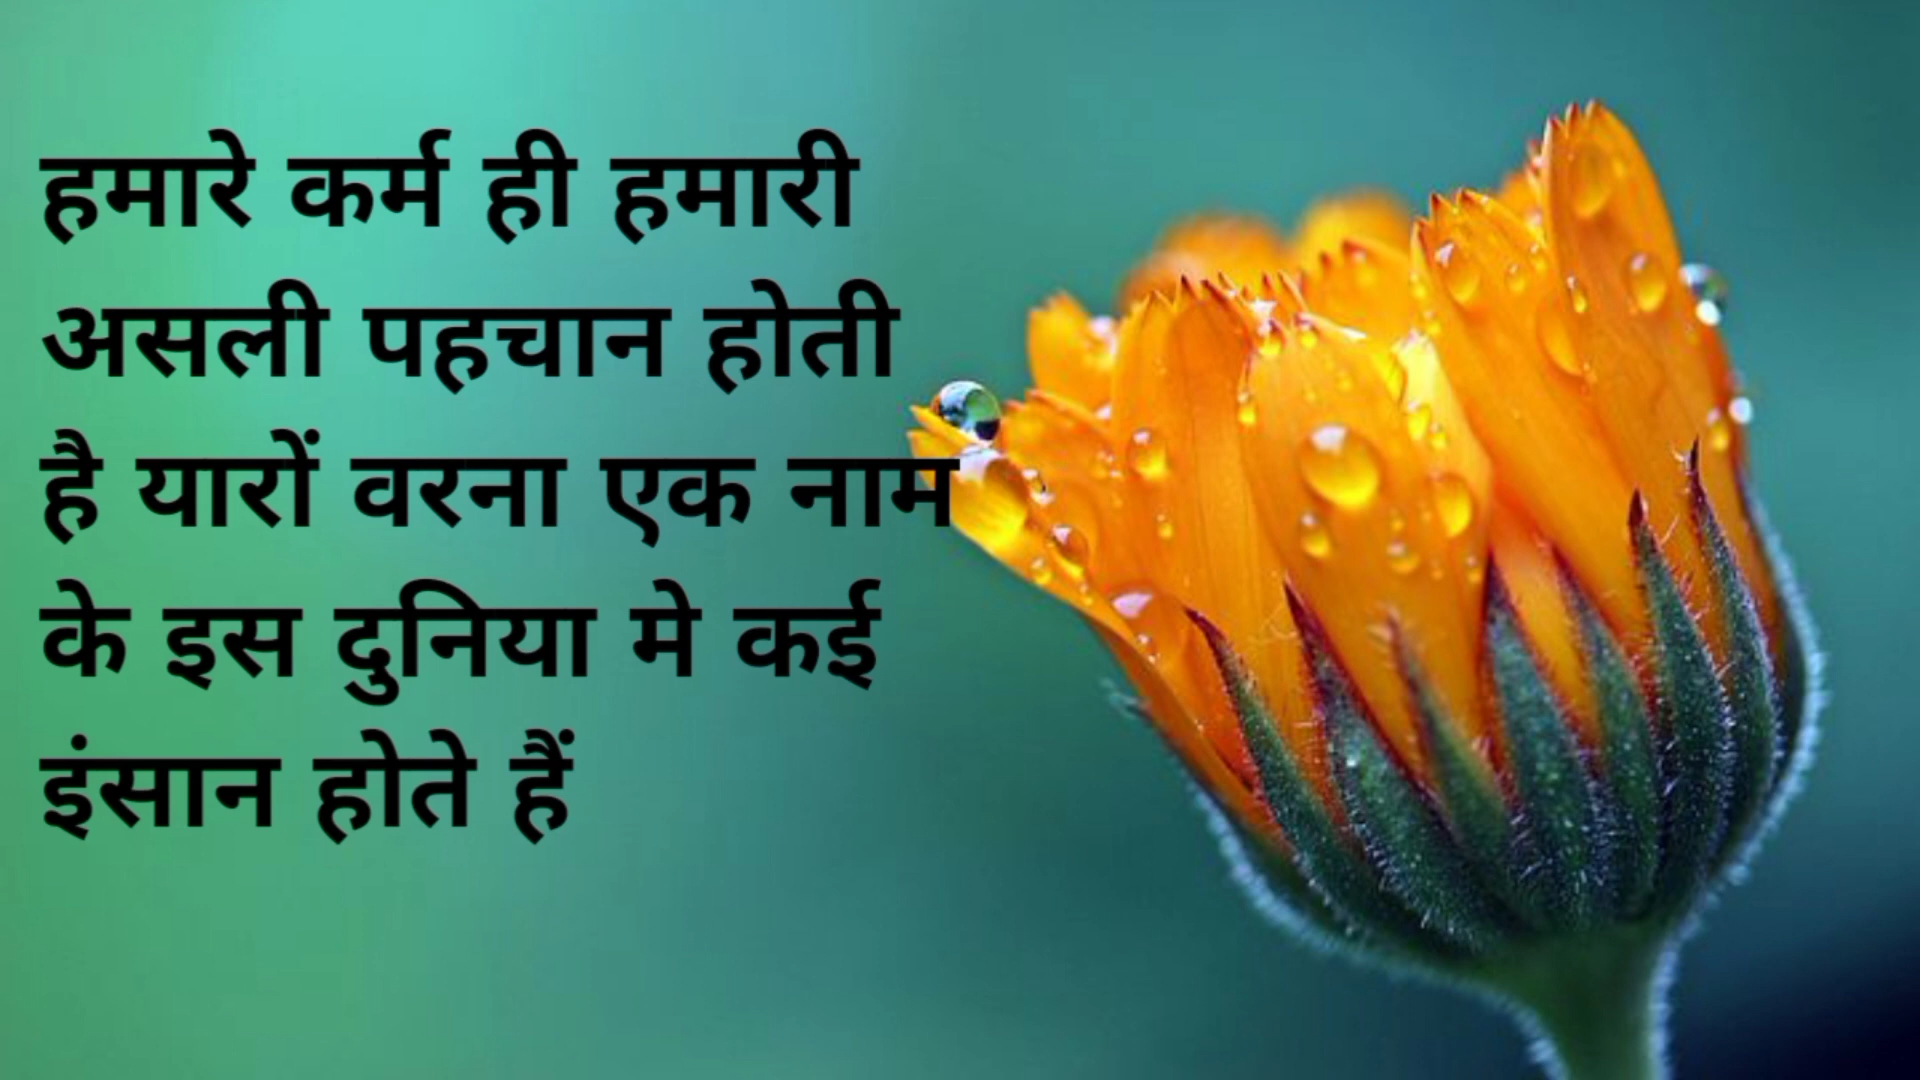 हमारे कर्म ही हमारी
असली पहचान होती
है यारों वरना एक नाम
के इस दुनिया मे कई
इंसान होते हैं